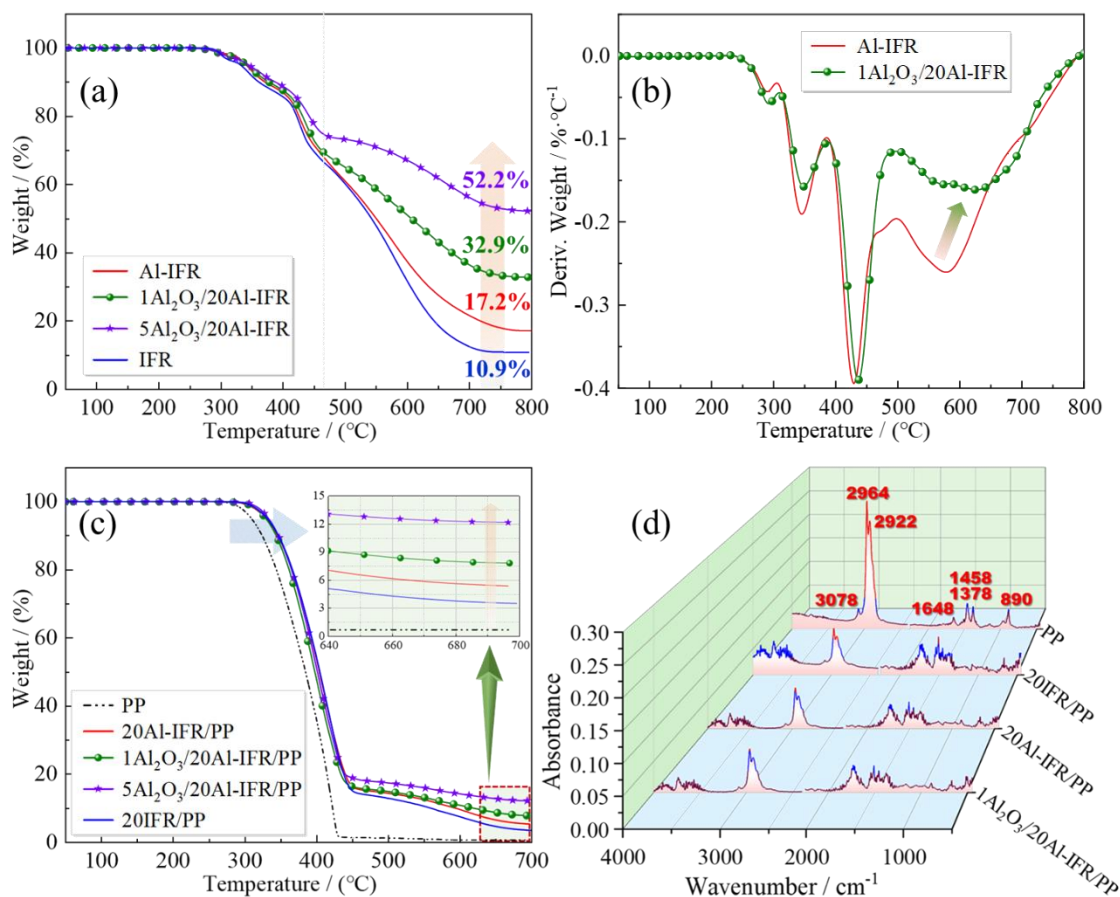 (a)
Weight / (%)
100
80
60
40
20
0
52.2%
32.9%
17.2%
10.9%
Al-IFR
1Al₂O₃/20Al-IFR
5Al₂O₃/20Al-IFR
IFR
100 200 300 400 500 600 700 800
Temperature / (℃)
(b)
Deriv. Weight / %·℃⁻¹
0.0
-0.1
-0.2
-0.3
-0.4
Al-IFR
1Al₂O₃/20Al-IFR
100 200 300 400 500 600 700 800
Temperature / (℃)
(c)
Weight / (%)
100
80
60
40
20
0
15
12
9
6
3
0
640 660 680 700
PP
20Al-IFR/PP
1Al₂O₃/20Al-IFR/PP
5Al₂O₃/20Al-IFR/PP
20IFR/PP
100 200 300 400 500 600 700
Temperature / (℃)
(d)
2964
2922
3078
1648
1458
1378
890
Absorbance
0.30
0.25
0.20
0.15
0.10
0.05
0.00
PP
20IFR/PP
20Al-IFR/PP
1Al₂O₃/20Al-IFR/PP
4000 3000 2000 1000
Wavenumber / cm⁻¹